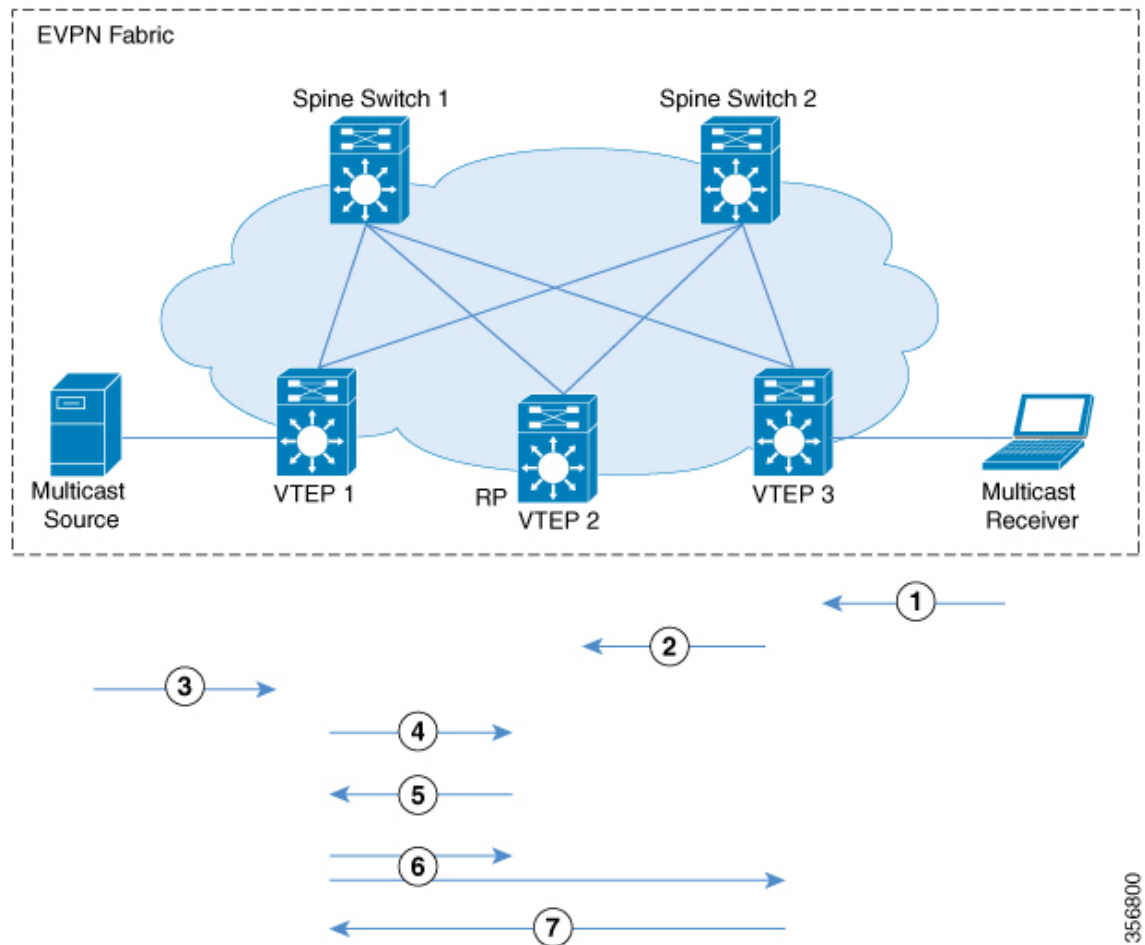 EVPN Fabric
Spine Switch 1
Spine Switch 2
Multicast
Source
VTEP 1
RP
VTEP 2
VTEP 3
Multicast
Receiver
1
2
3
4
5
6
7
356800